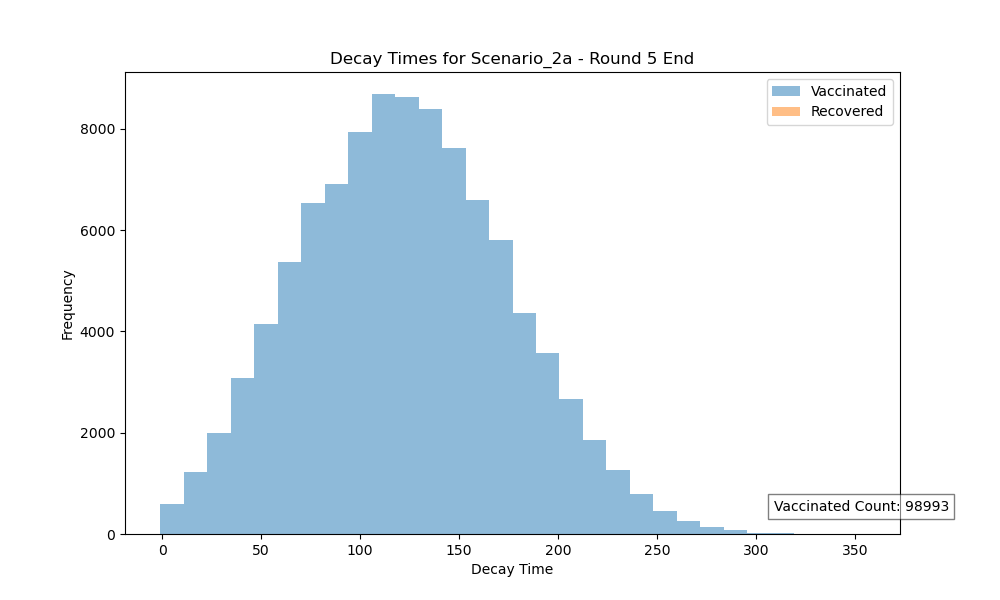 Decay Times for Scenario_2a - Round 5 End
Vaccinated
Recovered
8000
6000
4000
2000
0
Frequency
Vaccinated Count: 98993
0 50 100 150 200 250 300 350
Decay Time